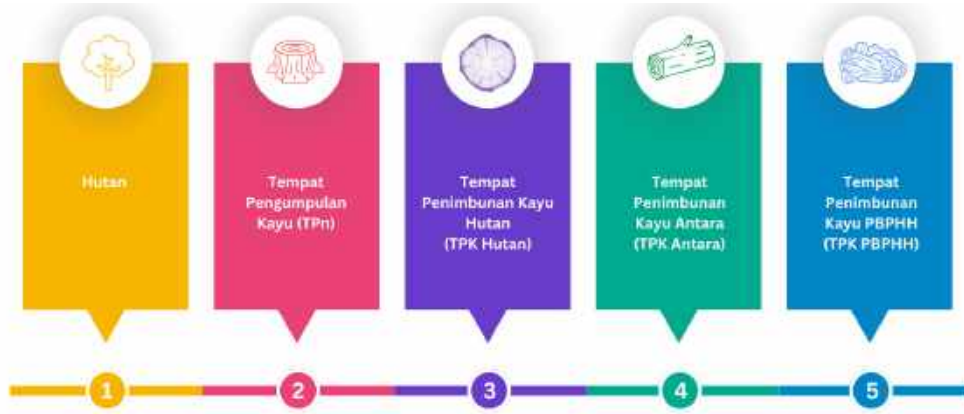 Hutan
Tempat
Pengumpulan
Kayu (TPn)
Tempat
Penimbunan Kayu
Hutan
(TPK Hutan)
Tempat
Penimbunan
Kayu Antara
(TPK Antara)
Tempat
Penimbunan
Kayu PBPHH
(TPK PBPHH)
1
2
3
4
5